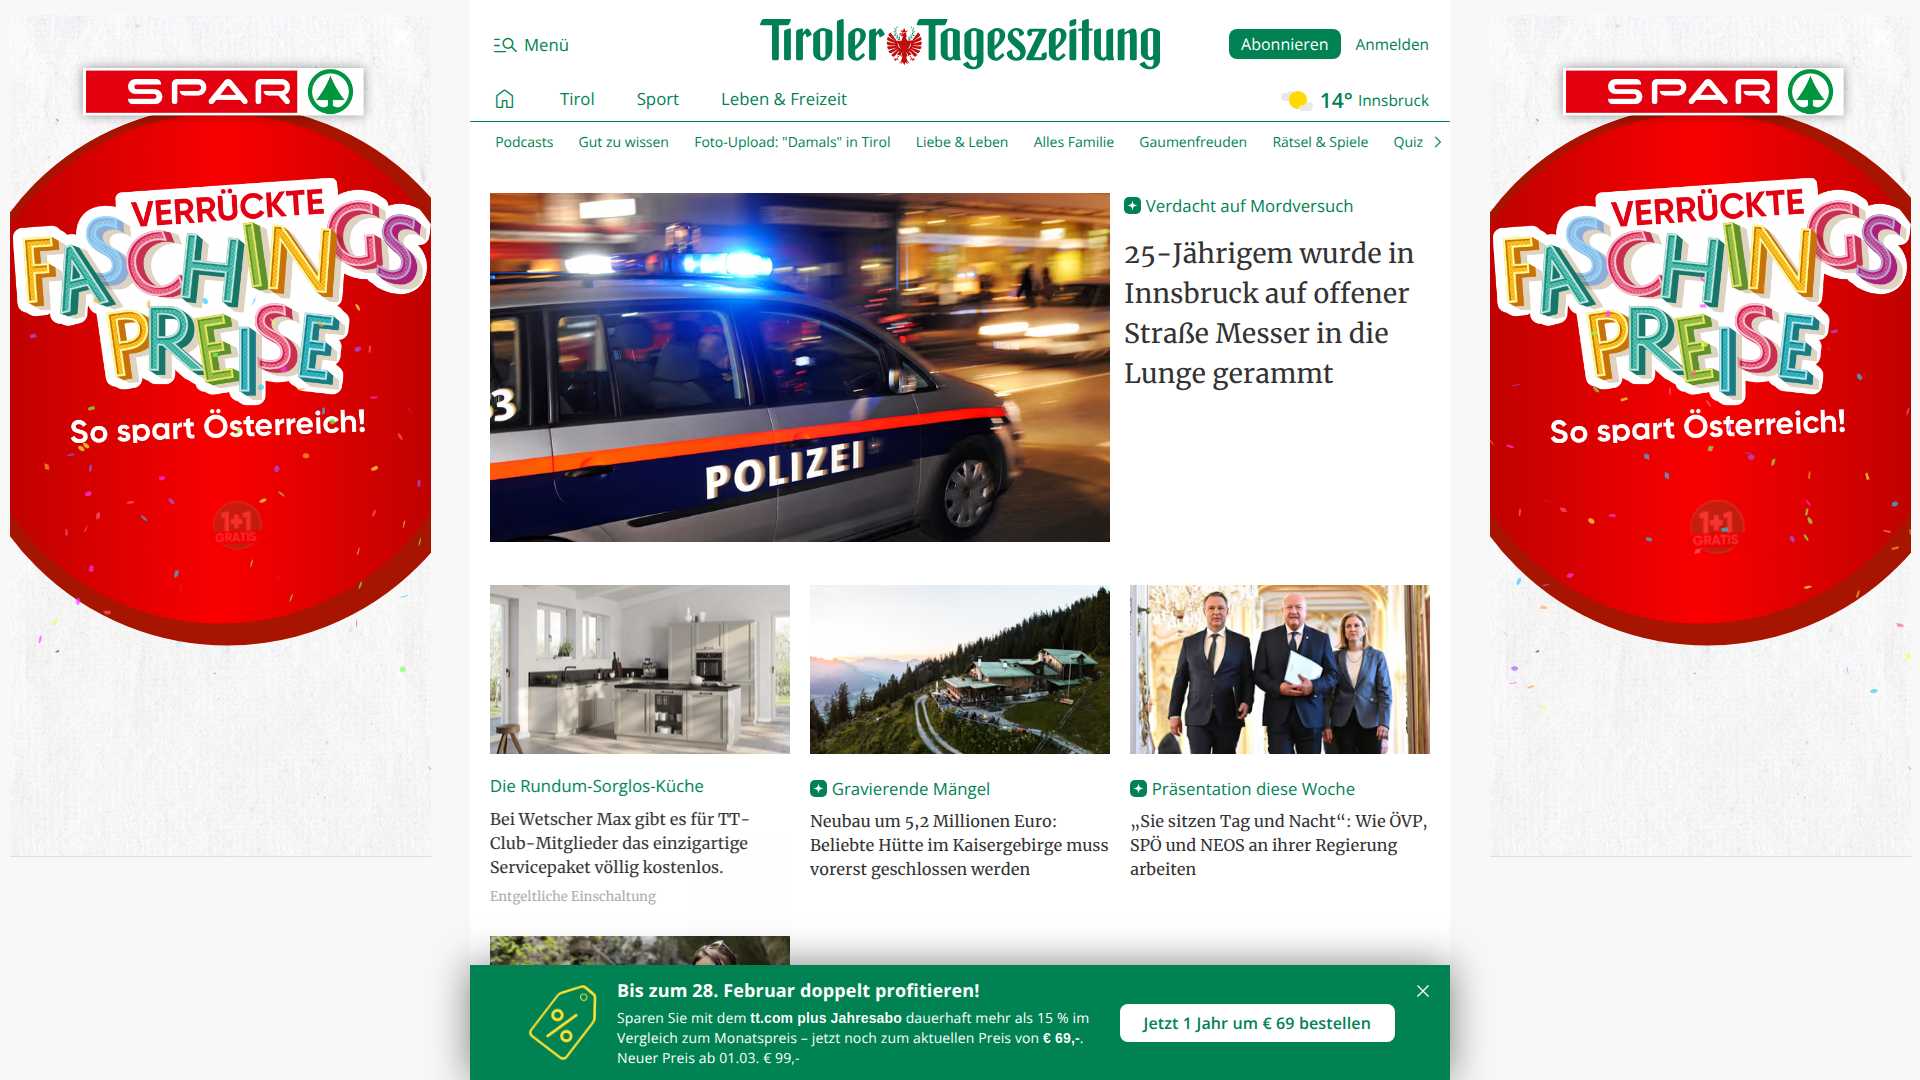 Menü
Tiroler Tageszeitung
Abonnieren
Anmelden
Tirol
Sport
Leben & Freizeit
14° Innsbruck
Podcasts
Gut zu wissen
Foto-Upload: "Damals" in Tirol
Liebe & Leben
Alles Familie
Gaumenfreuden
Rätsel & Spiele
Quiz
SPAR
VERRÜCKTE
FASCHINGS
PREISE
So spart Österreich!
1+1
GRATIS
3
POLIZEI
Verdacht auf Mordversuch
25-Jährigem wurde in
Innsbruck auf offener
Straße Messer in die
Lunge gerammt
Die Rundum-Sorglos-Küche
Bei Wetscher Max gibt es für TT-
Club-Mitglieder das einzigartige
Servicepaket völlig kostenlos.
Entgeltliche Einschaltung
Gravierende Mängel
Neubau um 5,2 Millionen Euro:
Beliebte Hütte im Kaisergebirge muss
vorerst geschlossen werden
Präsentation diese Woche
„Sie sitzen Tag und Nacht“: Wie ÖVP,
SPÖ und NEOS an ihrer Regierung
arbeiten
SPAR
VERRÜCKTE
FASCHINGS
PREISE
So spart Österreich!
1+1
GRATIS
Bis zum 28. Februar doppelt profitieren!
Sparen Sie mit dem tt.com plus Jahresabo dauerhaft mehr als 15 % im
Vergleich zum Monatspreis – jetzt noch zum aktuellen Preis von € 69,-.
Neuer Preis ab 01.03. € 99,-
Jetzt 1 Jahr um € 69 bestellen